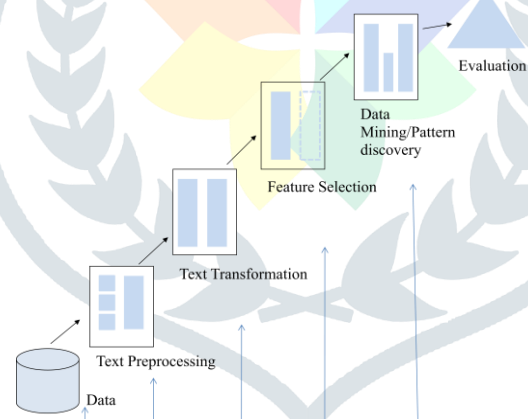 Evaluation
Data
Mining/Pattern
discovery
Feature Selection
Text Transformation
Text Preprocessing
Data